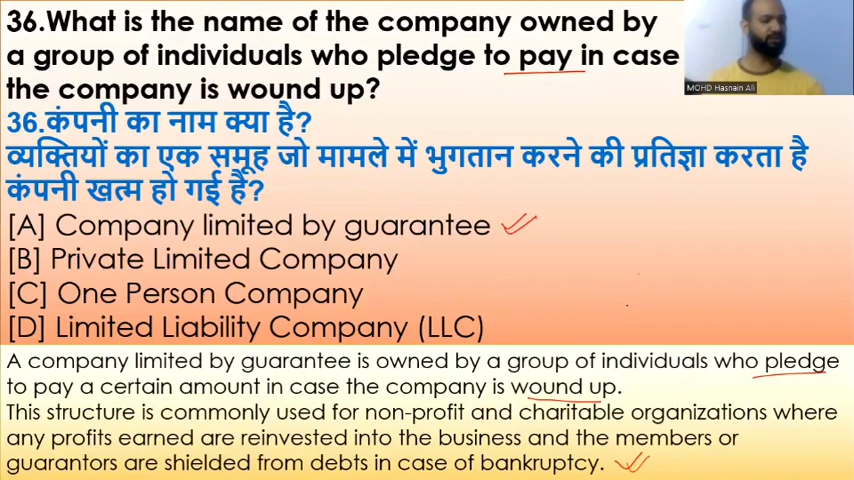 36.What is the name of the company owned by
a group of individuals who pledge to pay in case
the company is wound up?
MOHD Hasnain Ali
36.कंपनी का नाम क्या है?
व्यक्तियों का एक समूह जो मामले में भुगतान करने की प्रतिज्ञा करता है
कंपनी खत्म हो गई है?
[A] Company limited by guarantee
[B] Private Limited Company
[C] One Person Company
[D] Limited Liability Company (LLC)
A company limited by guarantee is owned by a group of individuals who pledge
to pay a certain amount in case the company is wound up.
This structure is commonly used for non-profit and charitable organizations where
any profits earned are reinvested into the business and the members or
guarantors are shielded from debts in case of bankruptcy.